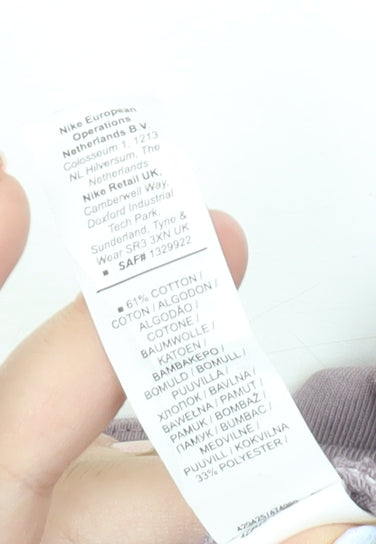 Nike European
Operations
Netherlands B.V.
Colosseum 1, 1213
NL Hilversum, The
Netherlands
Nike Retail UK,
Camberwell Way,
Doxford Industrial
Tech Park,
Sunderland, Tyne &
Wear SR3 3XN UK
■ SAF# 1329922
■ 61% COTTON /
COTON / ALGODON /
ALGODÃO /
COTONE /
BAUMWOLLE /
KATOEN /
ΒΑΜΒΑΚΕΡΟ /
BOMULD / BOMULL /
PUUVILLA /
ХЛОПОК / BAVLNA /
BAWEŁNA / PAMUT /
PAMUK / BOMBAŽ /
ПАМУК / BUMBAC /
MEDVILNĖ /
PUUVILL / KOKVILNA
33% POLYESTER /